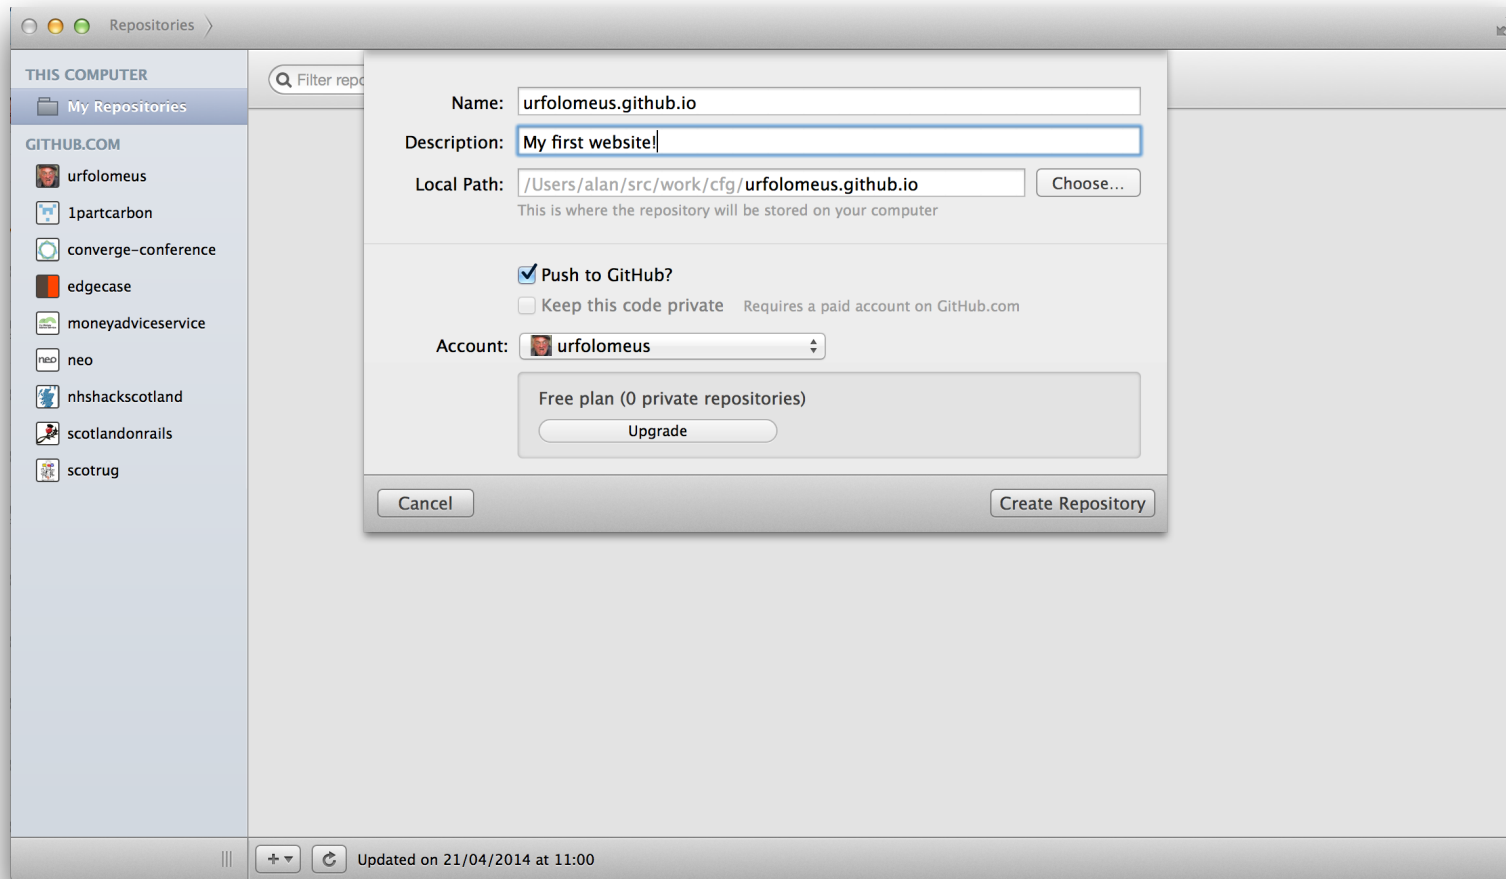 Repositories
THIS COMPUTER
My Repositories
GITHUB.COM
urfolomeus
1partcarbon
converge-conference
edgecase
moneyadviceservice
neo
nhshackscotland
scotlandonrails
scotrug
Filter repo
Name: urfolomeus.github.io
Description: My first website!
Local Path: /Users/alan/src/work/cfg/urfolomeus.github.io Choose...
This is where the repository will be stored on your computer
Push to GitHub?
Keep this code private Requires a paid account on GitHub.com
Account: urfolomeus
Free plan (0 private repositories)
Upgrade
Cancel Create Repository
Updated on 21/04/2014 at 11:00